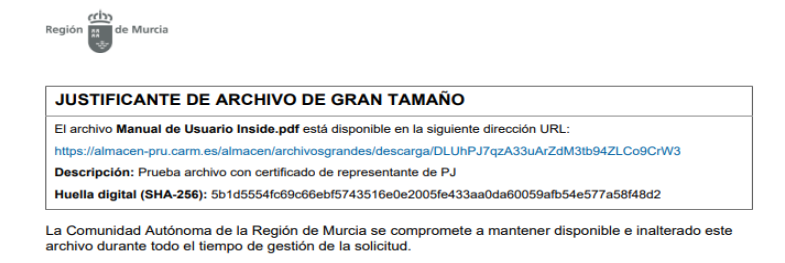 Región de Murcia
JUSTIFICANTE DE ARCHIVO DE GRAN TAMAÑO
El archivo Manual de Usuario Inside.pdf está disponible en la siguiente dirección URL:
https://almacen-pru.carm.es/almacen/archivosgrandes/descarga/DLUhPJ7qzA33uArZdM3tb94ZLCo9CrW3
Descripción: Prueba archivo con certificado de representante de PJ
Huella digital (SHA-256): 5b1d5554fc69c66ebf5743516e0e2005fe433aa0da60059afb54e577a58f48d2
La Comunidad Autónoma de la Región de Murcia se compromete a mantener disponible e inalterado este
archivo durante todo el tiempo de gestión de la solicitud.